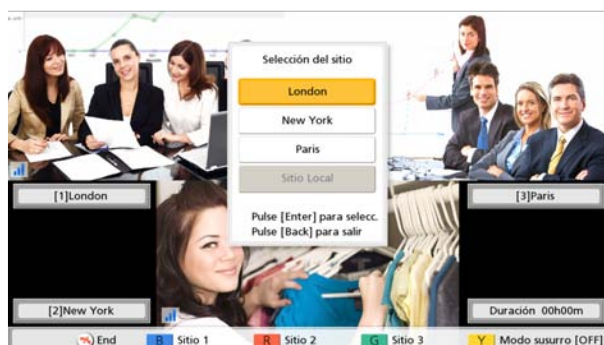 Selección del sitio
London
New York
Paris
Sitio Local
Pulse [Enter] para selecc.
Pulse [Back] para salir
[1]London
[3]Paris
[2]New York
Duración 00h00m
End
B Sitio 1
R Sitio 2
G Sitio 3
Y Modo susurro [OFF]